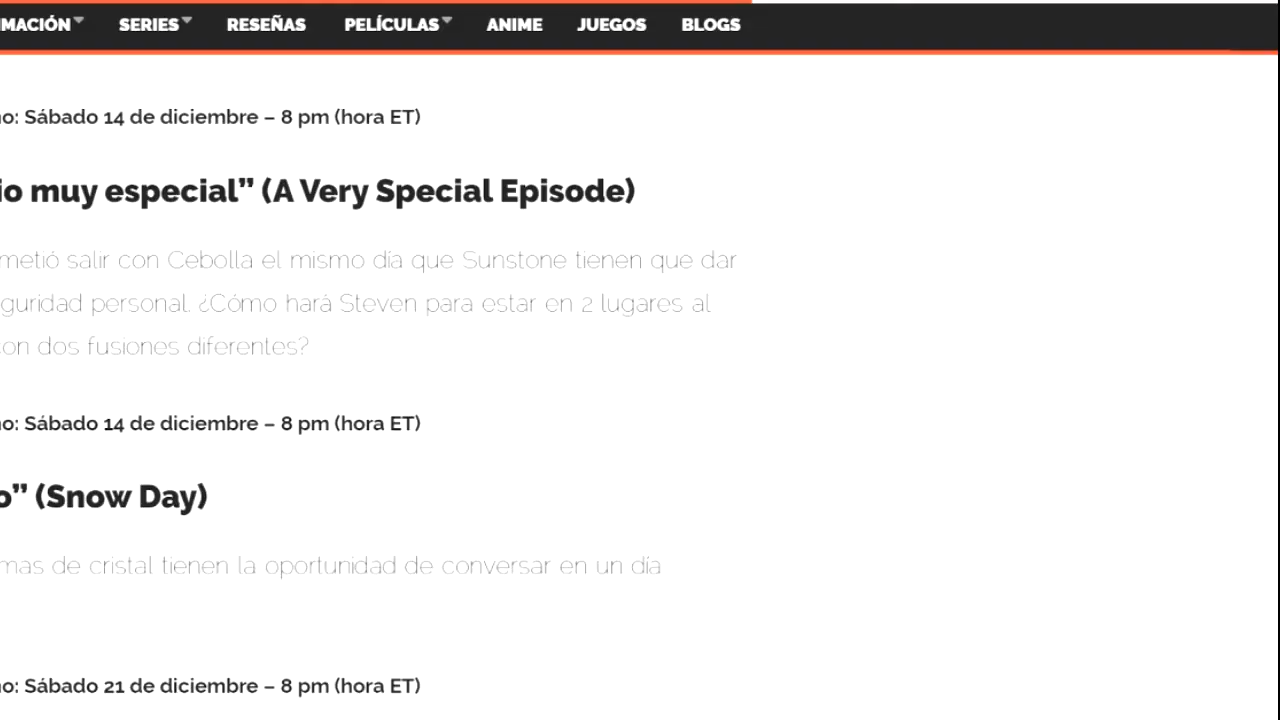 MACIÓN SERIES RESEÑAS PELÍCULAS ANIME JUEGOS BLOGS
no: Sábado 14 de diciembre – 8 pm (hora ET)
io muy especial” (A Very Special Episode)
metió salir con Cebolla el mismo día que Sunstone tienen que dar
guridad personal. ¿Cómo hará Steven para estar en 2 lugares al
con dos fusiones diferentes?
no: Sábado 14 de diciembre – 8 pm (hora ET)
o” (Snow Day)
mas de cristal tienen la oportunidad de conversar en un día
no: Sábado 21 de diciembre – 8 pm (hora ET)